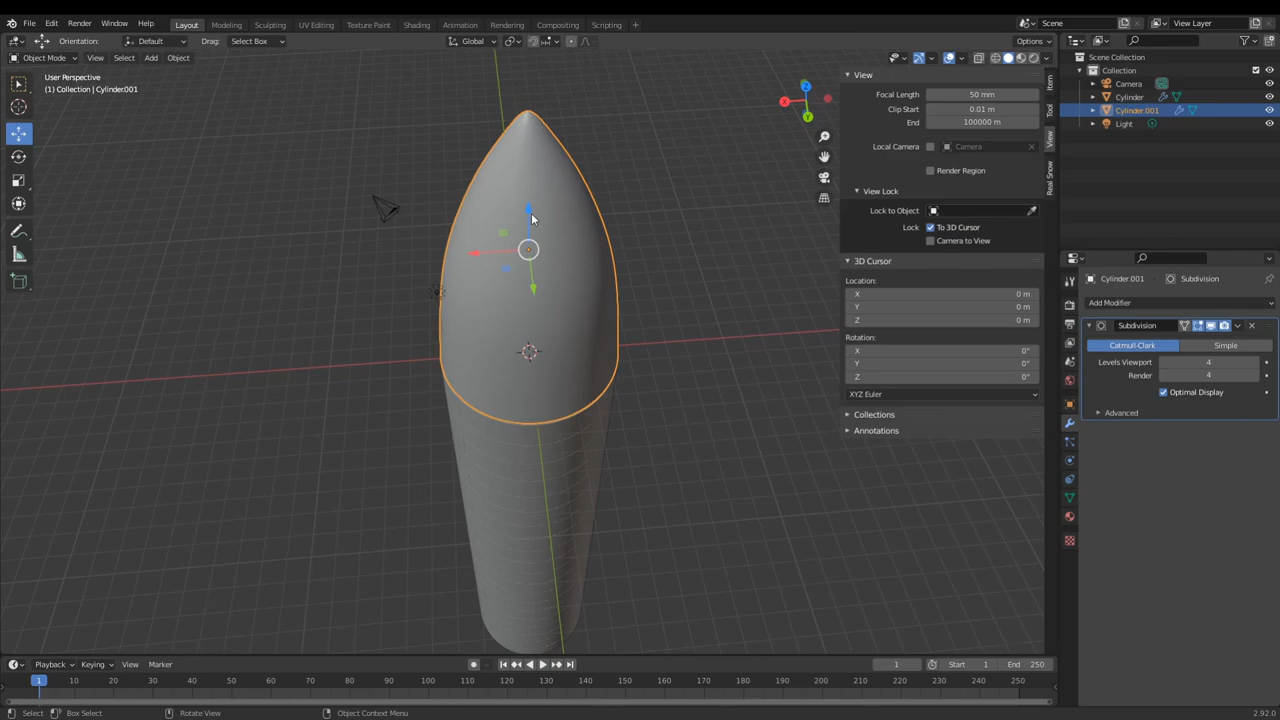 File Edit Render Window Help Layout Modeling Sculpting UV Editing Texture Paint Shading Animation Rendering Compositing Scripting + Scene View Layer
Orientation: Default Drag: Select Box Global Options
Object Mode View Select Add Object
User Perspective
(1) Collection | Cylinder.001
X
Y
Z
View
Focal Length 50 mm
Clip Start 0.01 m
End 100000 m
Local Camera Camera
Render Region
View Lock
Lock to Object
Lock To 3D Cursor
Camera to View
3D Cursor
Location:
X 0 m
Y 0 m
Z 0 m
Rotation:
X 0°
Y 0°
Z 0°
XYZ Euler
Collections
Annotations
Item
Tool
View
Real Snow
Scene Collection
Collection
Camera
Cylinder
Cylinder.001
Light
Cylinder.001 Subdivision
Add Modifier
Subdivision
Catmull-Clark Simple
Levels Viewport 4
Render 4
Optimal Display
Advanced
Playback Keying View Marker 1 Start 1 End 250
1 10 20 30 40 50 60 70 80 90 100 110 120 130 140 150 160 170 180 190 200 210 220 230 240 250
Select Box Select Rotate View Object Context Menu 2.92.0